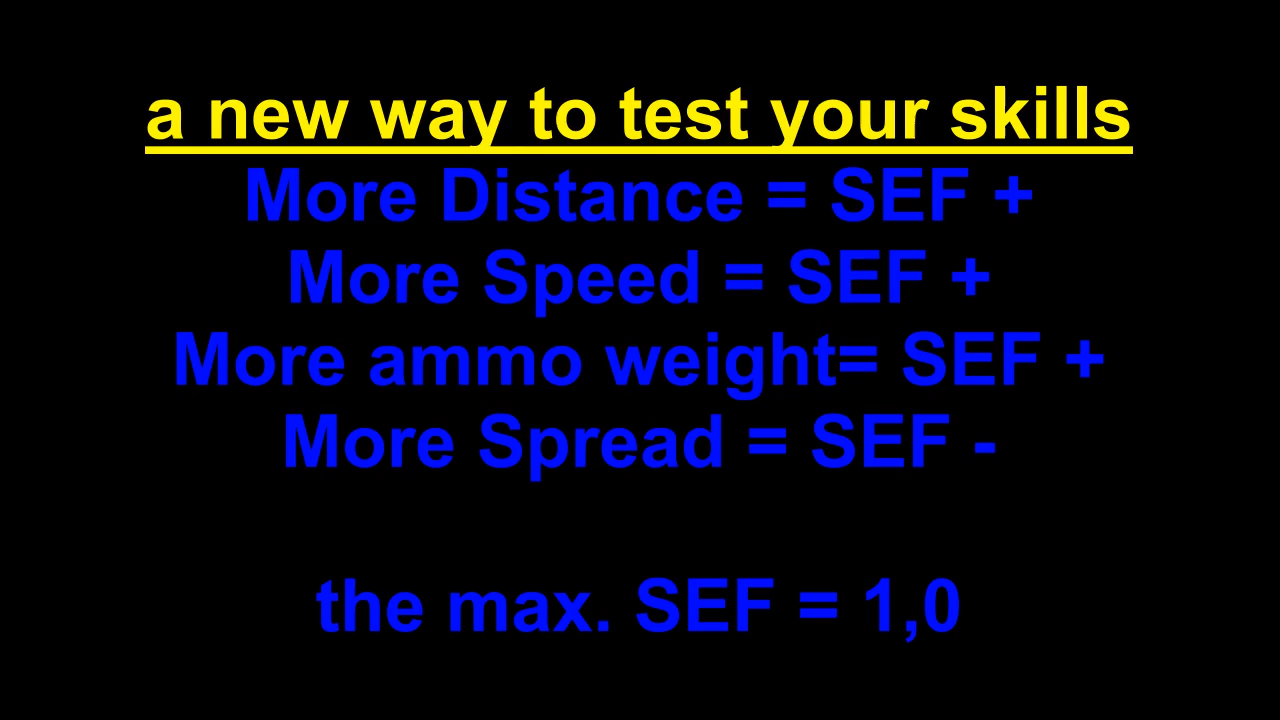 a new way to test your skills
More Distance = SEF +
More Speed = SEF +
More ammo weight= SEF +
More Spread = SEF -
the max. SEF = 1,0